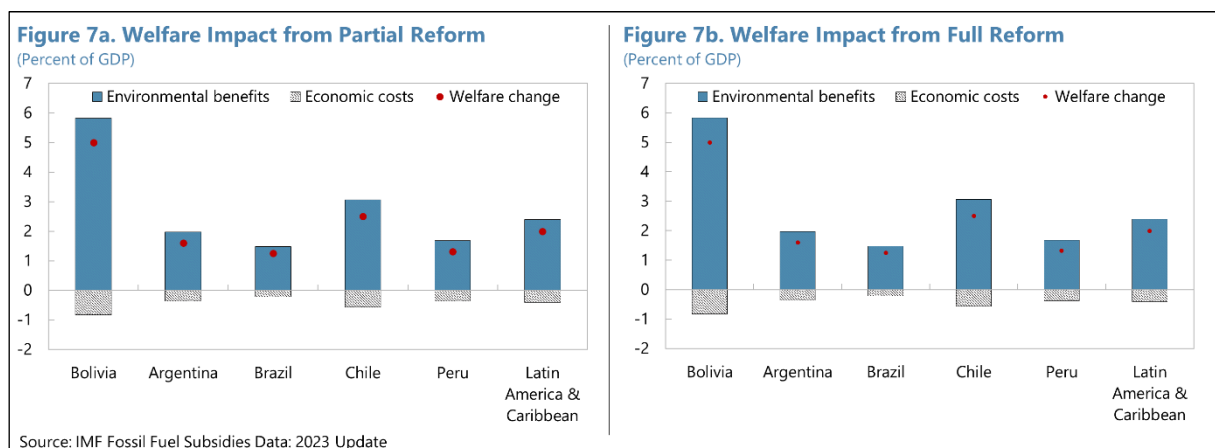 Figure 7a. Welfare Impact from Partial Reform
(Percent of GDP)
7
6
5
4
3
2
1
0
-1
-2
Environmental benefits Economic costs Welfare change
Bolivia Argentina Brazil Chile Peru Latin
America &
Caribbean
Source: IMF Fossil Fuel Subsidies Data: 2023 Update
Figure 7b. Welfare Impact from Full Reform
(Percent of GDP)
7
6
5
4
3
2
1
0
-1
-2
Environmental benefits Economic costs Welfare change
Bolivia Argentina Brazil Chile Peru Latin
America &
Caribbean